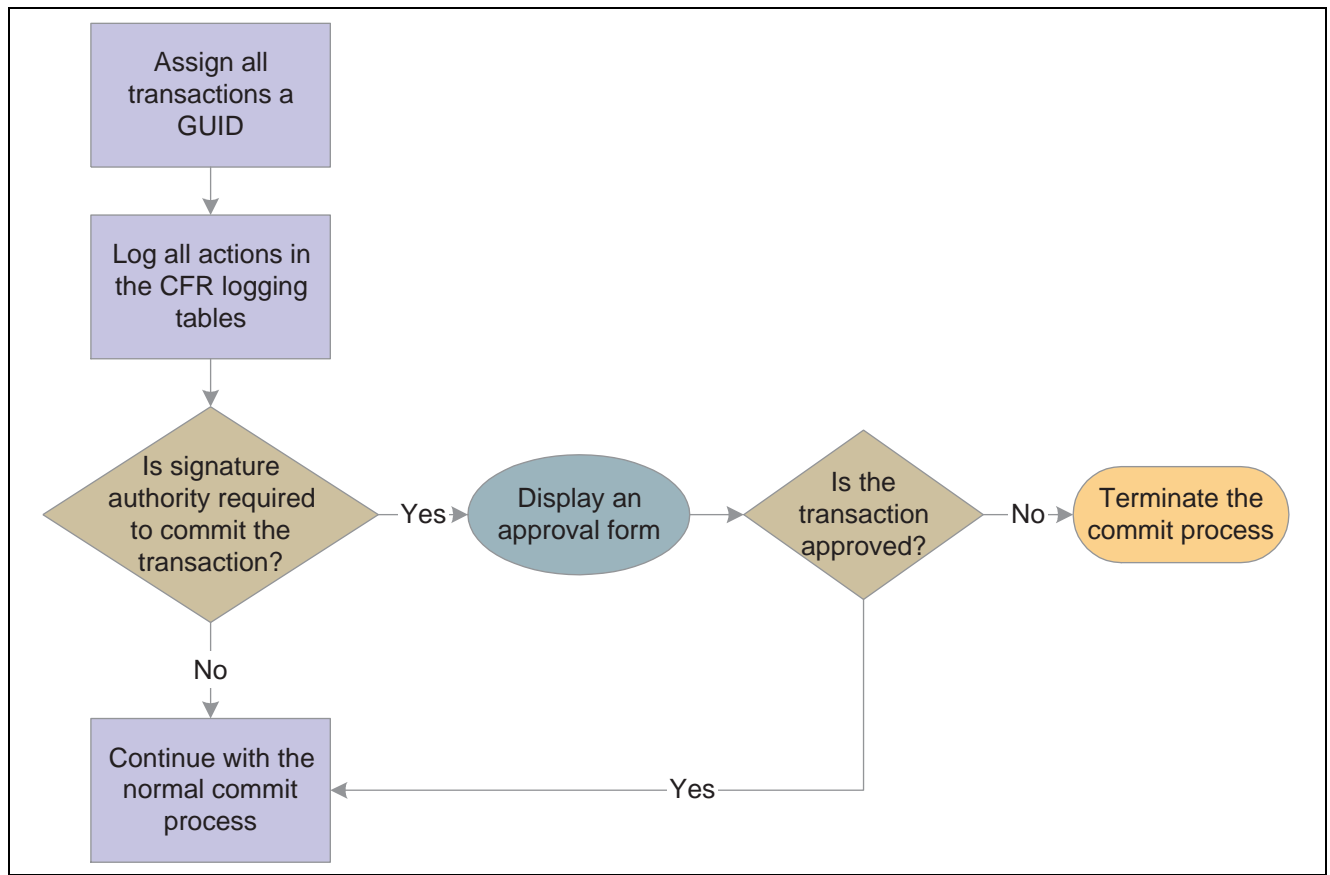 Assign all
transactions a
GUID
Log all actions in
the CFR logging
tables
Is signature
authority required
to commit the
transaction?
Yes
Display an
approval form
Is the
transaction
approved?
No
Terminate the
commit process
No
Continue with the
normal commit
process
Yes